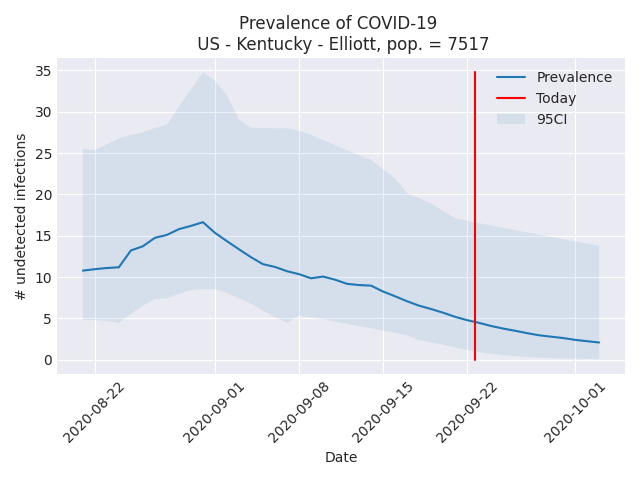 Prevalence of COVID-19
US - Kentucky - Elliott, pop. = 7517
# undetected infections
35
30
25
20
15
10
5
0
Prevalence
Today
95CI
2020-08-22
2020-09-01
2020-09-08
2020-09-15
2020-09-22
2020-10-01
Date